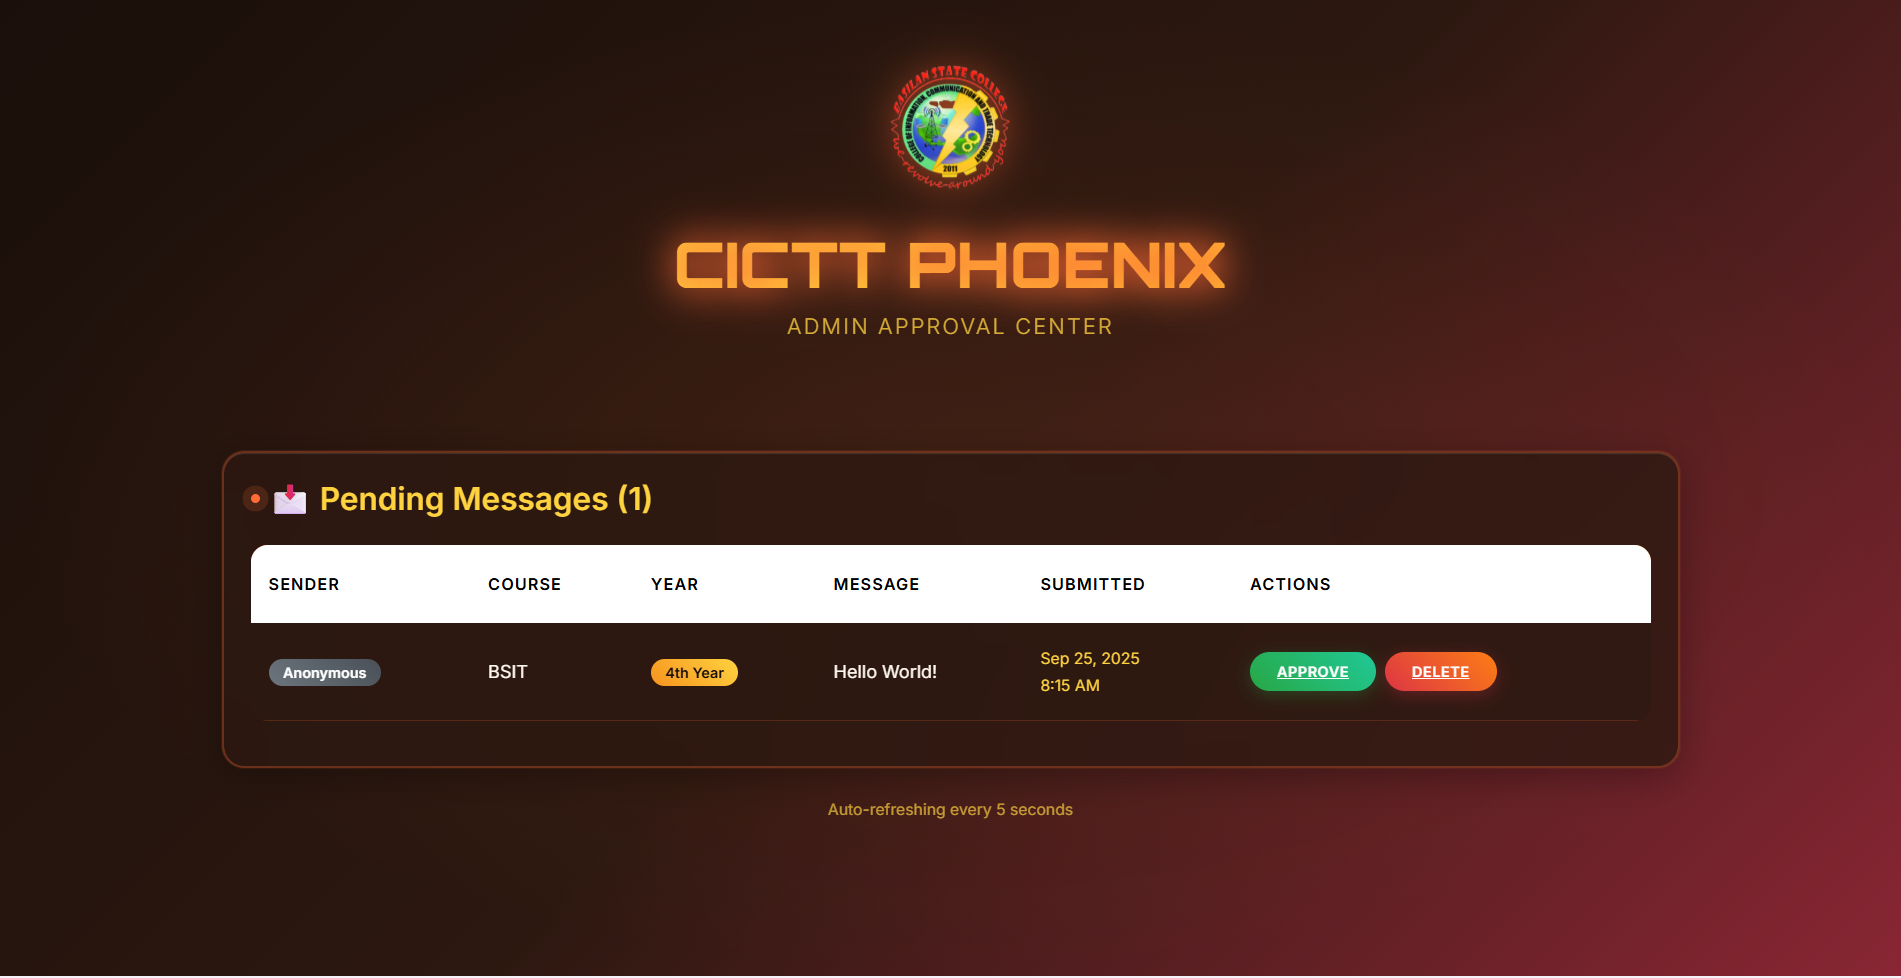 BASILAN STATE COLLEGE
COLLEGE OF INFORMATION, COMMUNICATION AND
TECHNOLOGY
2011
we revolve around you
CICTT PHOENIX
ADMIN APPROVAL CENTER
📩 Pending Messages (1)
SENDER COURSE YEAR MESSAGE SUBMITTED ACTIONS
Anonymous BSIT 4th Year Hello World! Sep 25, 2025 APPROVE DELETE
8:15 AM
Auto-refreshing every 5 seconds